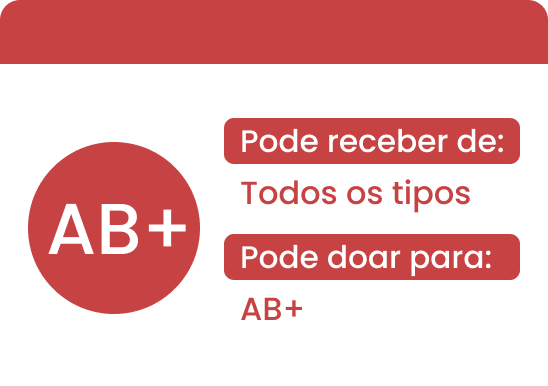 AB+
Pode receber de:
Todos os tipos
Pode doar para:
AB+